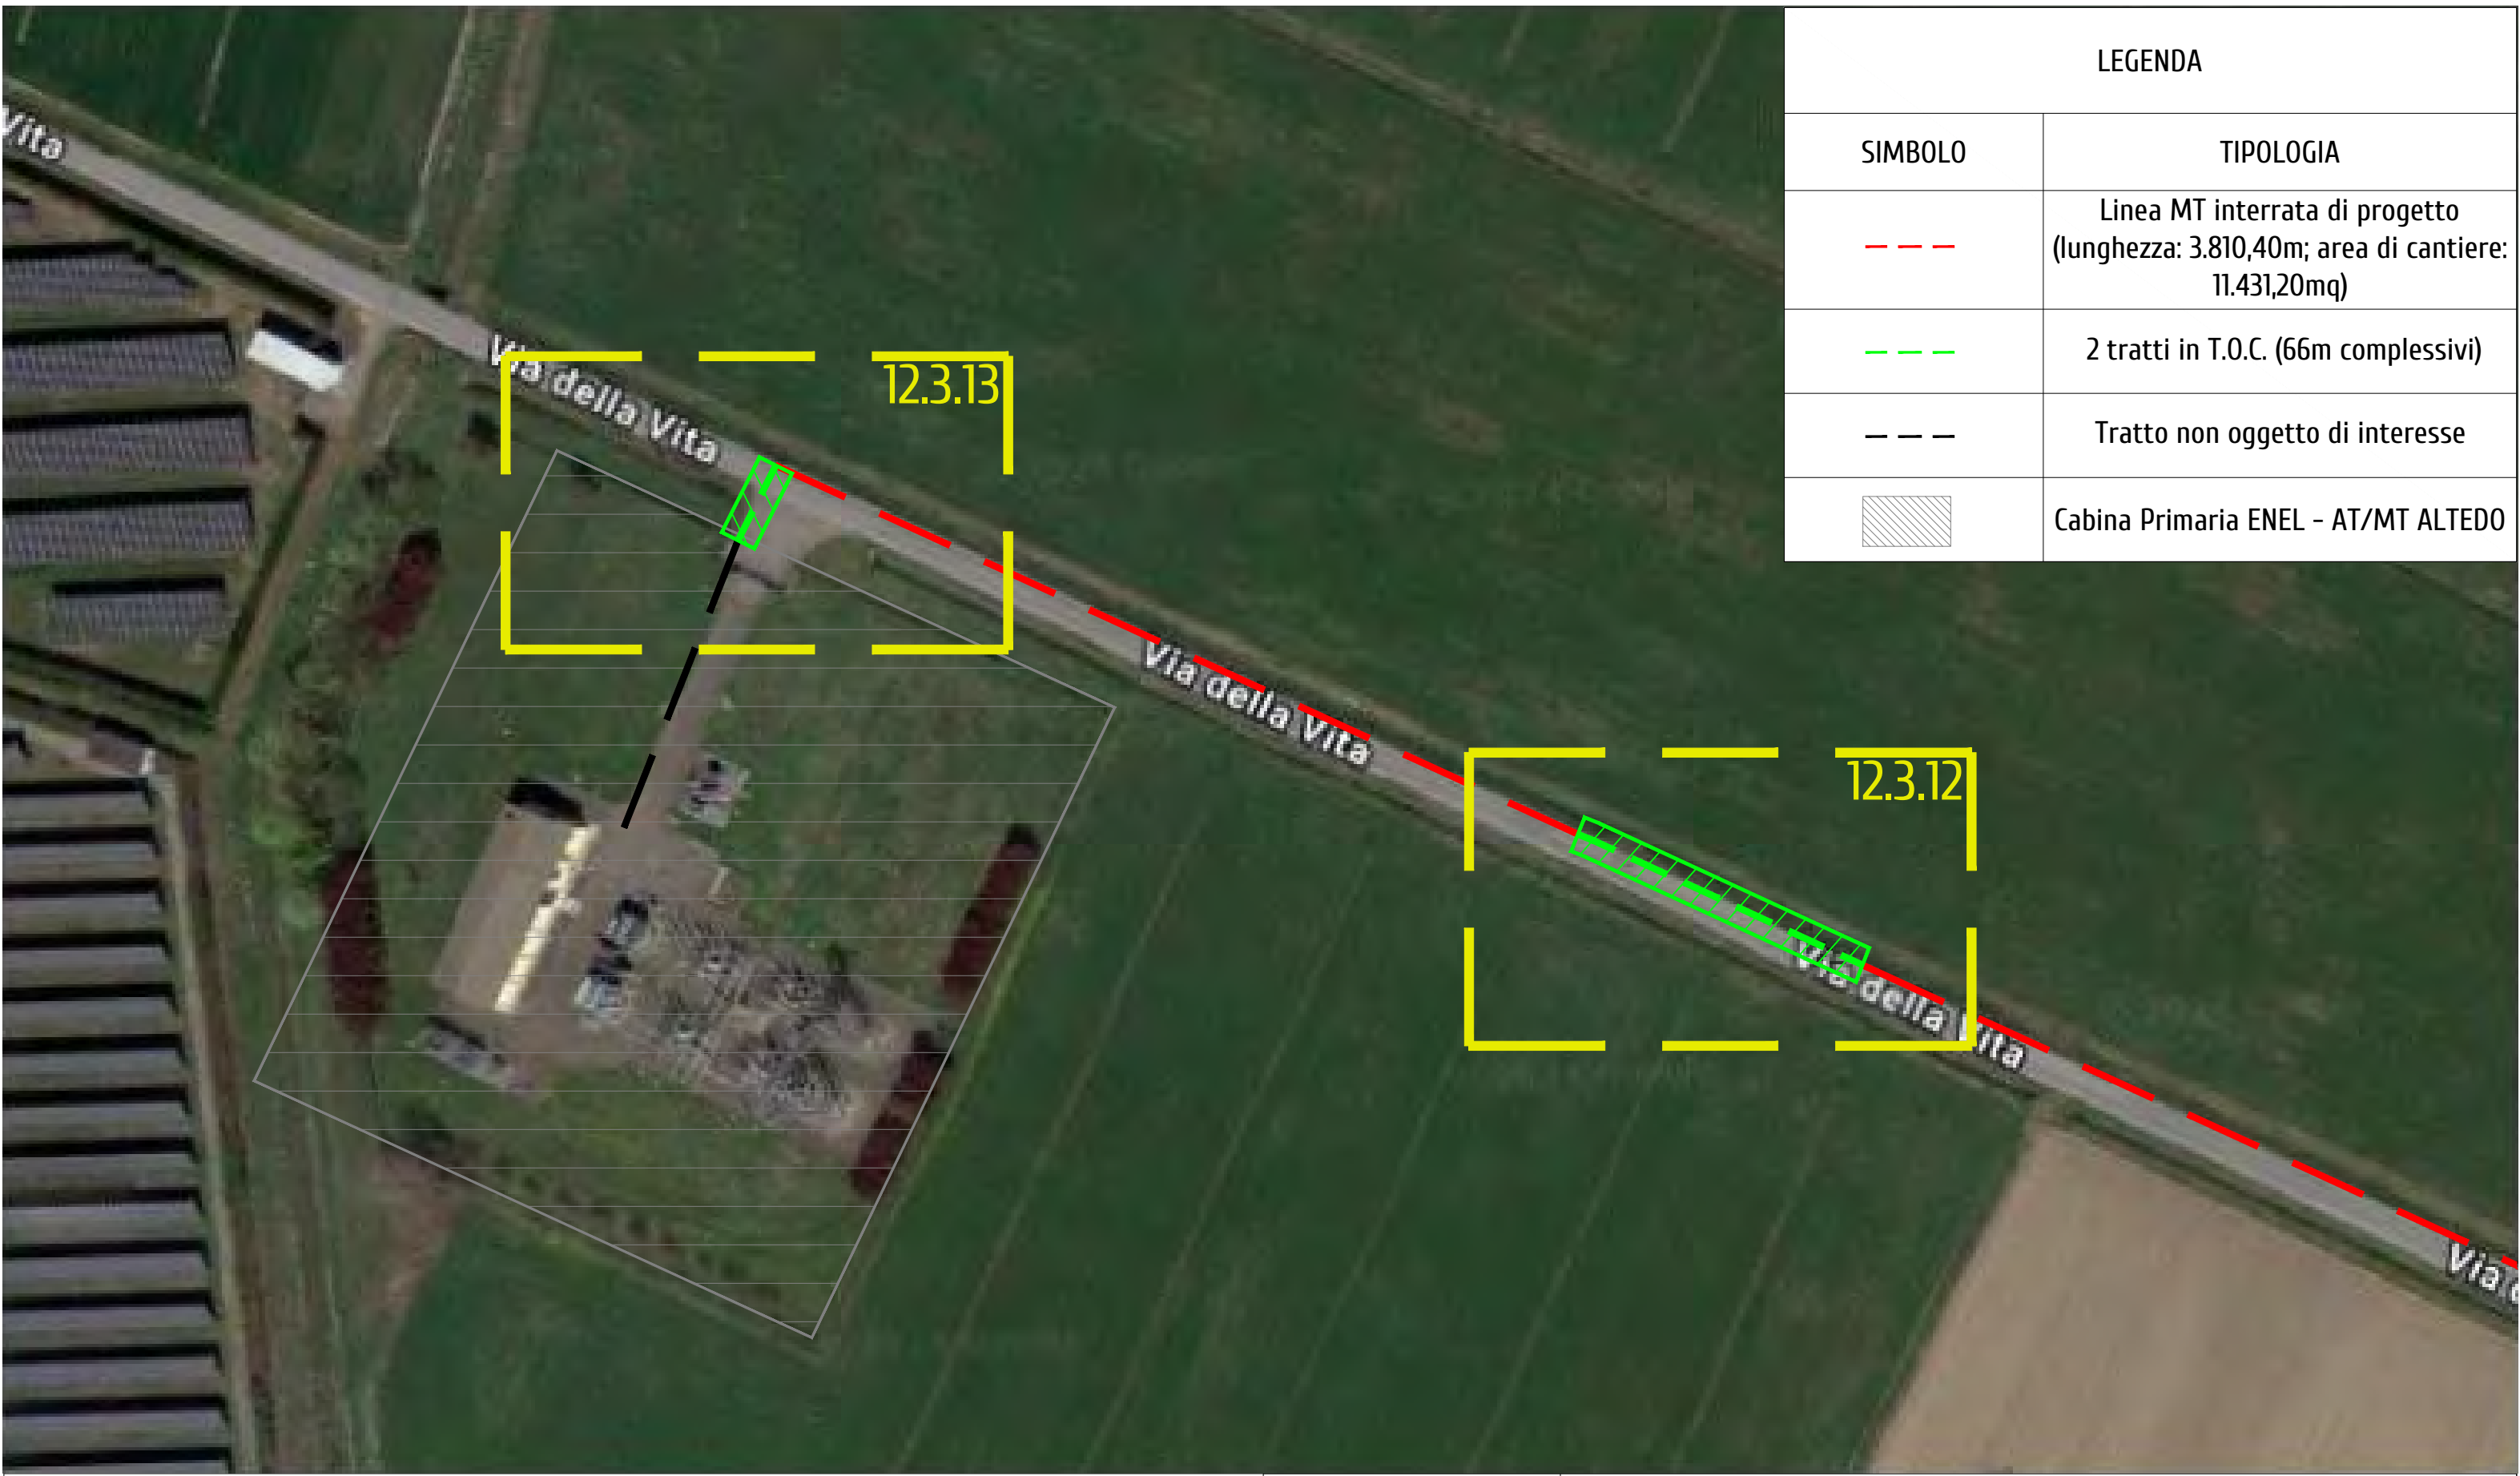 LEGENDA
SIMBOLO
TIPOLOGIA
Linea MT interrata di progetto
(lunghezza: 3.810,40m; area di cantiere:
11.431,20mq)
2 tratti in T.O.C. (66m complessivi)
Tratto non oggetto di interesse
Cabina Primaria ENEL - AT/MT ALTEDO
Vita
Via della Vita
12.3.13
Via della Vita
12.3.12
Via della Vita
Via